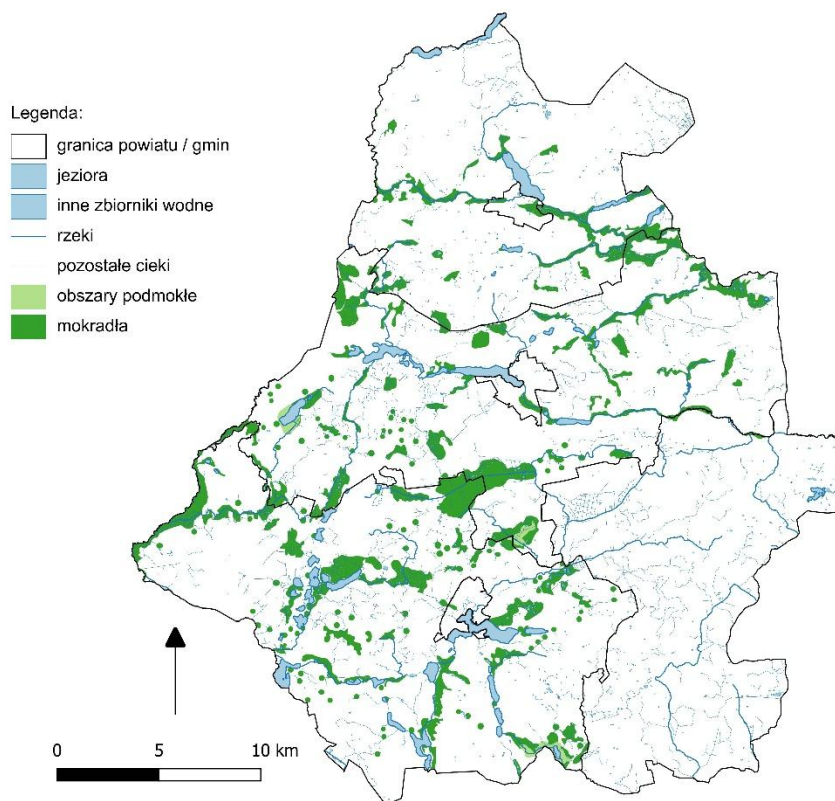 Legenda:
granica powiatu / gmin
jeziora
inne zbiorniki wodne
rzeki
pozostałe cieki
obszary podmokłe
mokradła
0 5 10 km